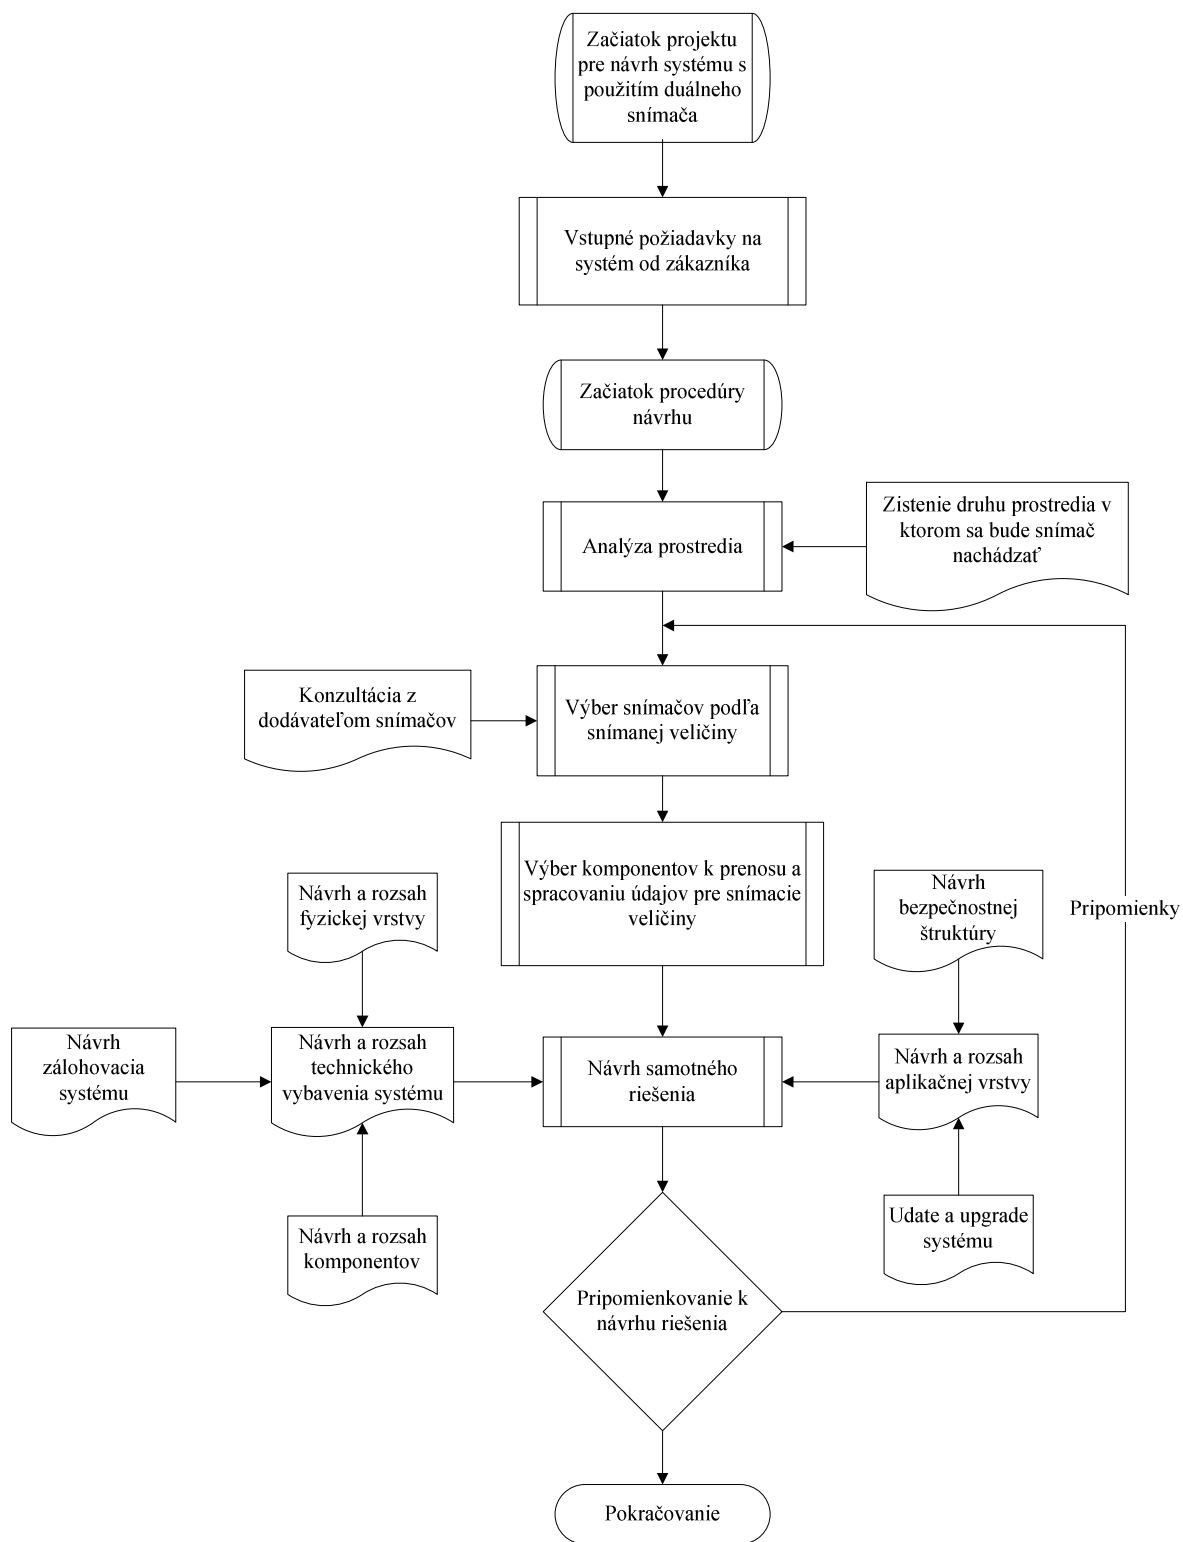 Začiatok projektu
pre návrh systému s
použitím duálneho
snímača
Vstupné požiadavky na
systém od zákazníka
Začiatok procedúry
návrhu
Analýza prostredia
Zistenie druhu prostredia v
ktorom sa bude snímač
nachádzať
Konzultácia z
dodávateľom snímačov
Výber snímačov podľa
snímanej veličiny
Výber komponentov k prenosu a
spracovaniu údajov pre snímacie
veličiny
Návrh a rozsah
fyzickej vrstvy
Návrh
bezpečnostnej
štruktúry
Pripomienky
Návrh
zálohovacia
systému
Návrh a rozsah
technického
vybavenia systému
Návrh samotného
riešenia
Návrh a rozsah
aplikačnej vrstvy
Návrh a rozsah
komponentov
Udate a upgrade
systému
Pripomienkovanie k
návrhu riešenia
Pokračovanie